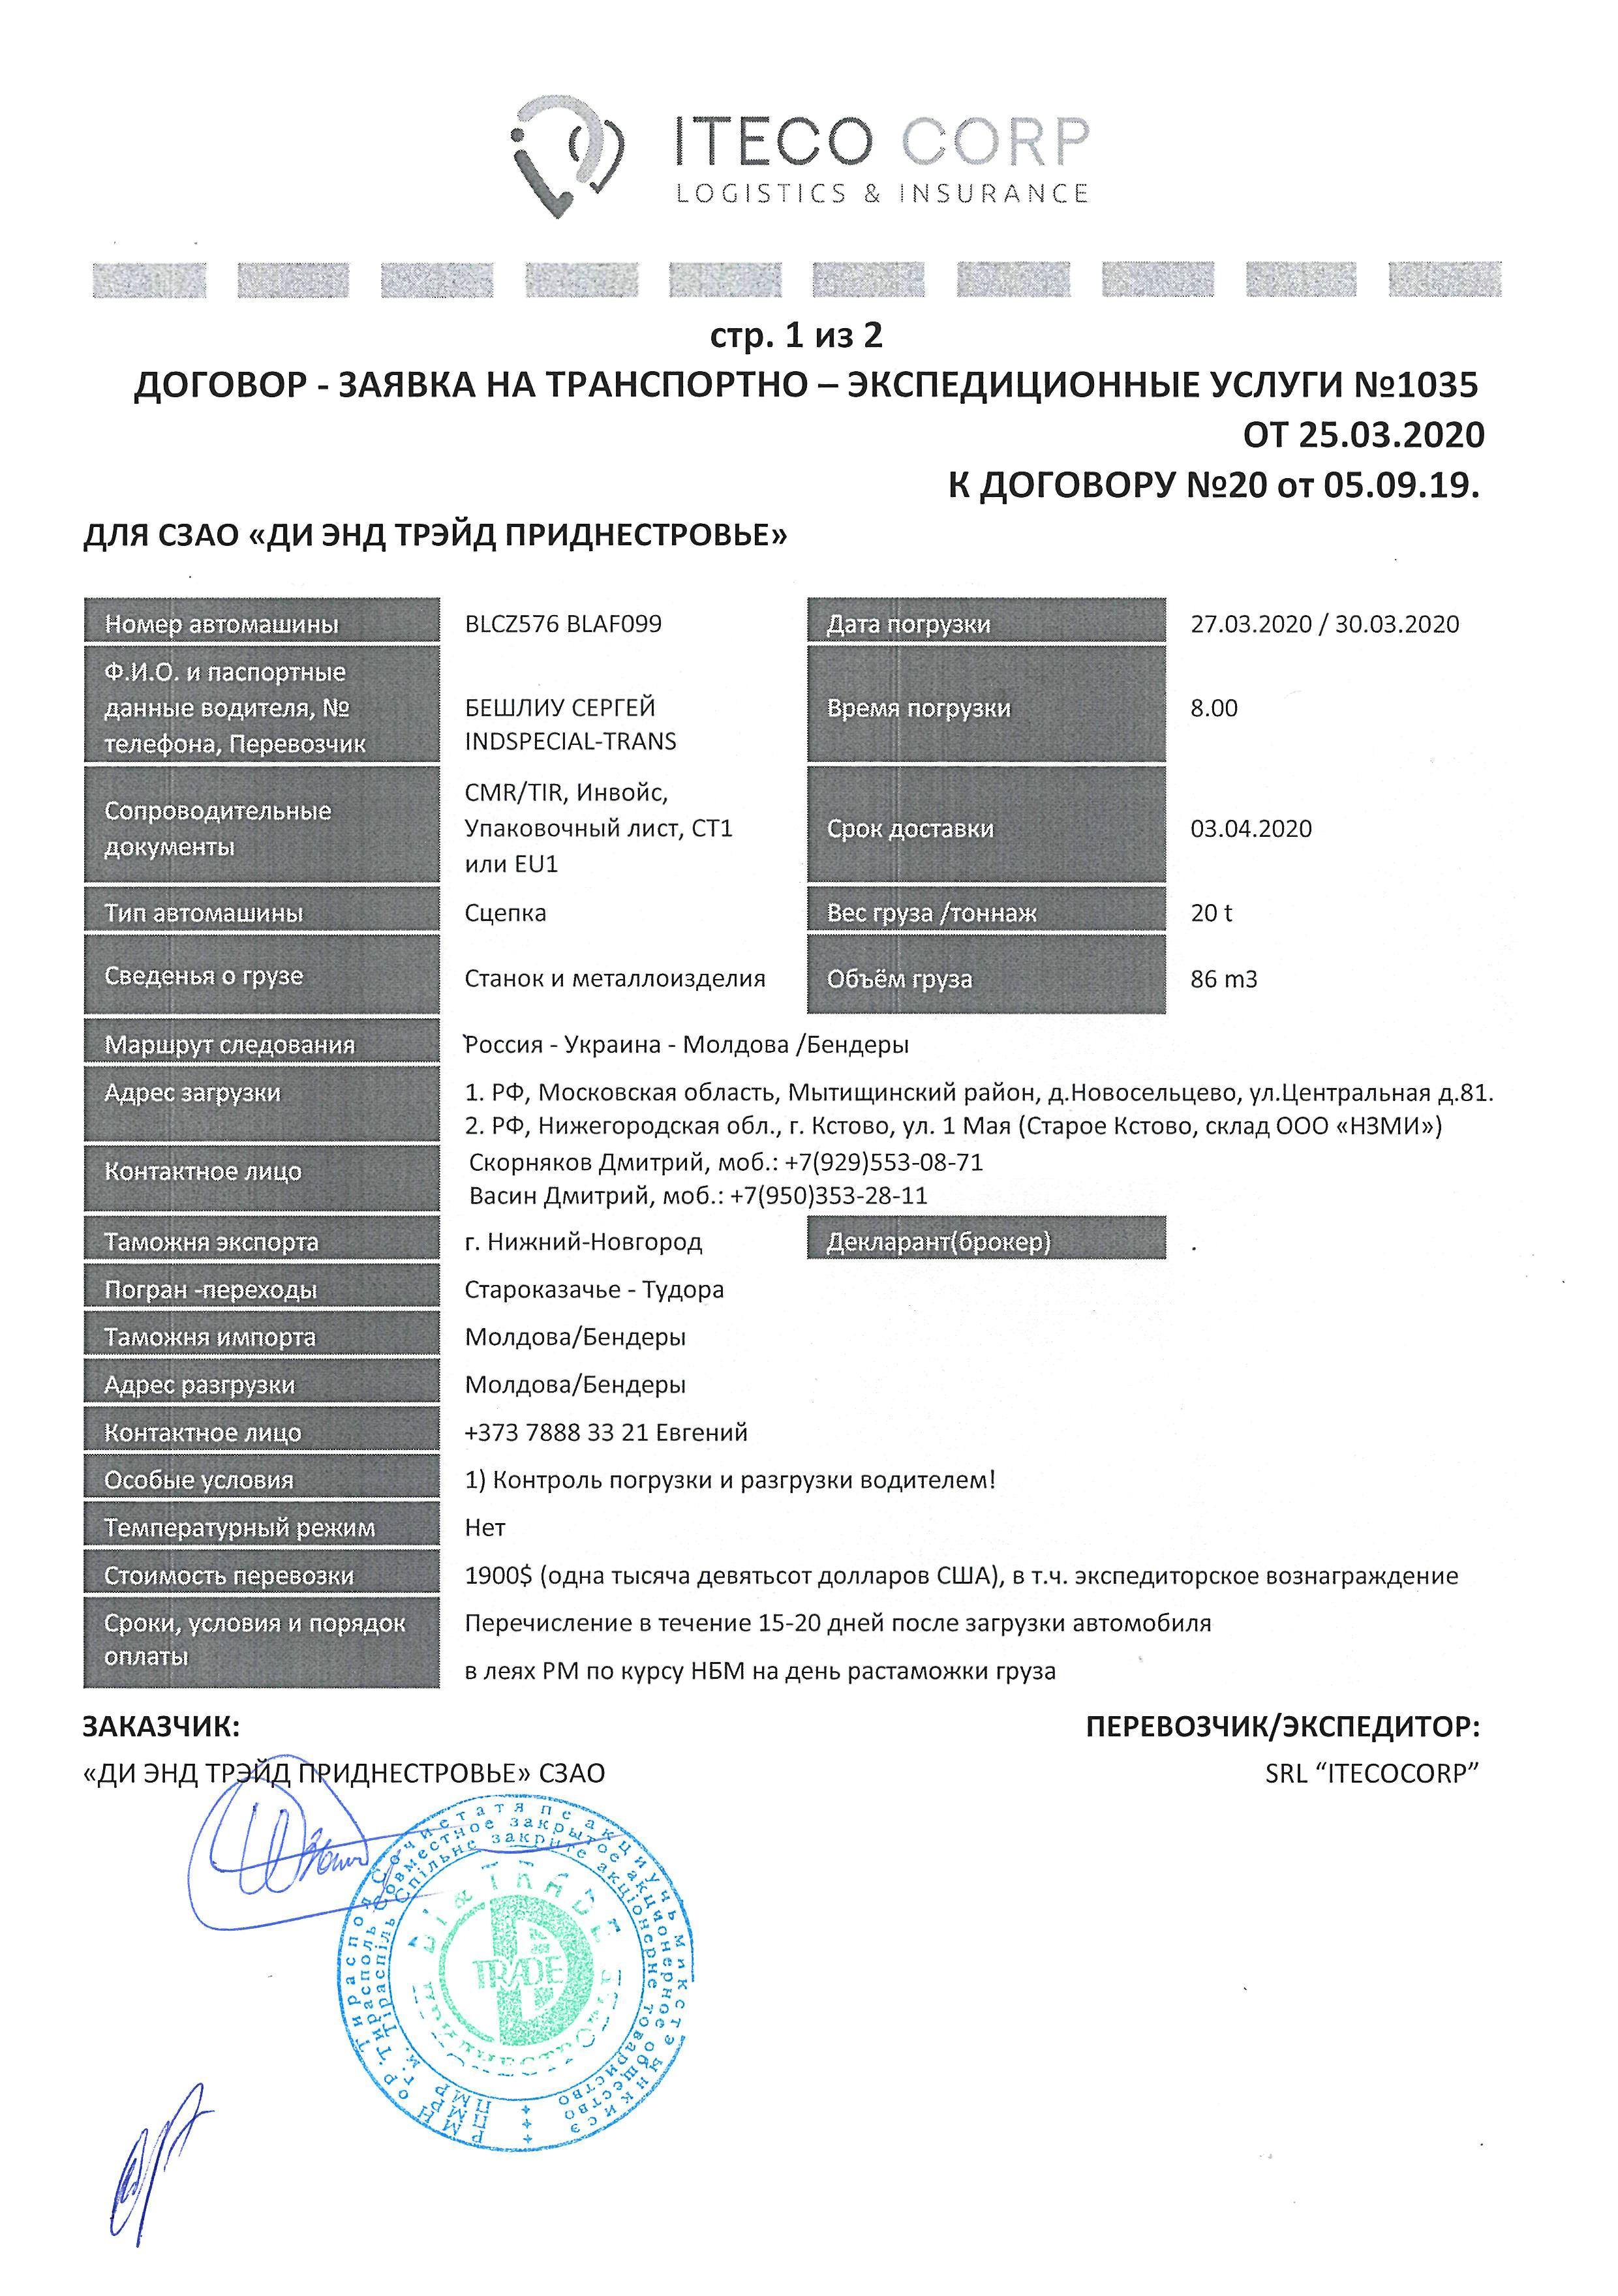 ITECO CORP
LOGISTICS & INSURANCE
стр. 1 из 2
ДОГОВОР - ЗАЯВКА НА ТРАНСПОРТНО – ЭКСПЕДИЦИОННЫЕ УСЛУГИ №1035
ОТ 25.03.2020
К ДОГОВОРУ №20 от 05.09.19.
ДЛЯ СЗАО «ДИ ЭНД ТРЭЙД ПРИДНЕСТРОВЬЕ»
Номер автомашины BLCZ576 BLAF099 Дата погрузки 27.03.2020 / 30.03.2020
Ф.И.О. и паспортные
данные водителя, №
телефона, Перевозчик
БЕШЛИУ СЕРГЕЙ
INDSPECIAL-TRANS
Время погрузки 8.00
Сопроводительные
документы
CMR/TIR, Инвойс,
Упаковочный лист, СТ1
или EU1
Срок доставки 03.04.2020
Тип автомашины Сцепка Вес груза /тоннаж 20 t
Сведенья о грузе Станок и металлоизделия Объём груза 86 m3
Маршрут следования Россия - Украина - Молдова /Бендеры
Адрес загрузки 1. РФ, Московская область, Мытищинский район, д.Новосельцево, ул.Центральная д.81.
2. РФ, Нижегородская обл., г. Кстово, ул. 1 Мая (Старое Кстово, склад ООО «НЗМИ»)
Контактное лицо Скорняков Дмитрий, моб.: +7(929)553-08-71
Васин Дмитрий, моб.: +7(950)353-28-11
Таможня экспорта г. Нижний-Новгород Декларант(брокер) .
Погран -переходы Староказачье - Тудора
Таможня импорта Молдова/Бендеры
Адрес разгрузки Молдова/Бендеры
Контактное лицо +373 7888 33 21 Евгений
Особые условия 1) Контроль погрузки и разгрузки водителем!
Температурный режим Нет
Стоимость перевозки 1900$ (одна тысяча девятьсот долларов США), в т.ч. экспедиторское вознаграждение
Сроки, условия и порядок
оплаты
Перечисление в течение 15-20 дней после загрузки автомобиля
в леях РМ по курсу НБМ на день растаможки груза
ЗАКАЗЧИК: ПЕРЕВОЗЧИК/ЭКСПЕДИТОР:
«ДИ ЭНД ТРЭЙД ПРИДНЕСТРОВЬЕ» СЗАО SRL “ITECOCORP”
Совместное закрытое акционерное общество
Спільне закрите акціонерне товариство
DI & TRADE
TRADE